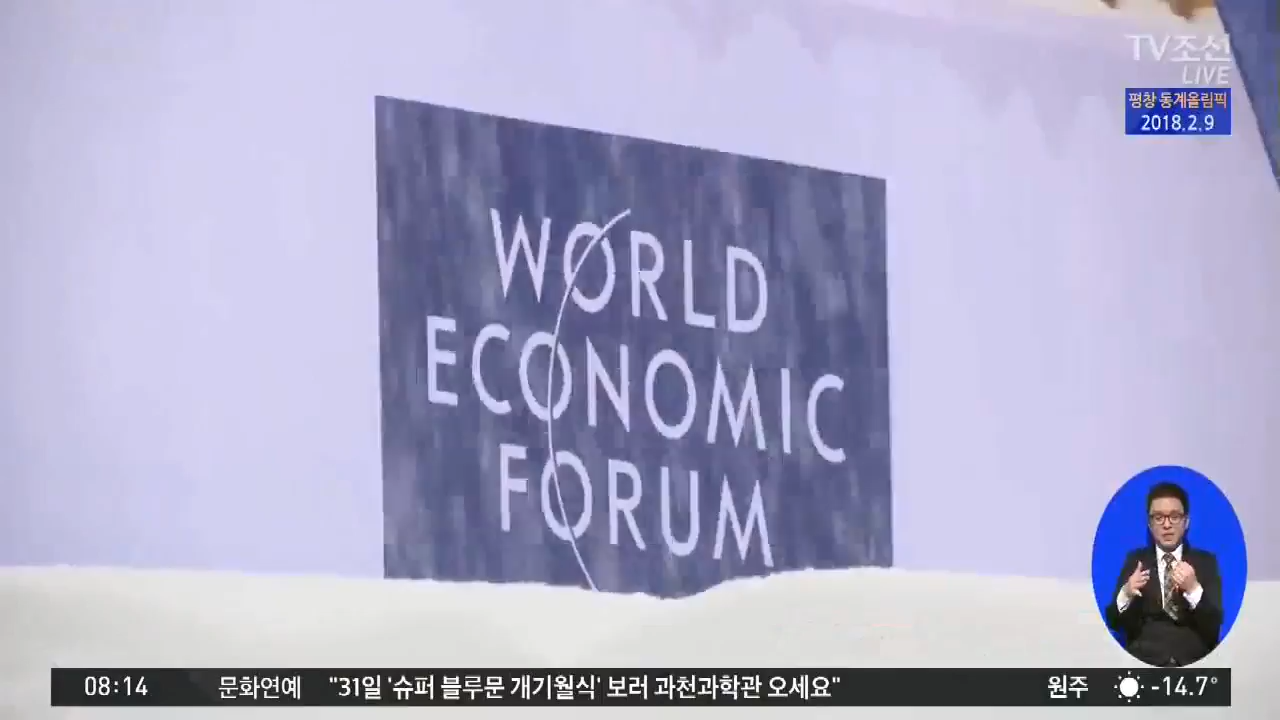 TV조선
LIVE
평창 동계올림픽
2018.2.9
WORLD
ECONOMIC
FORUM
08:14 문화연예 "31일 '슈퍼 블루문 개기월식' 보러 과천과학관 오세요" 원주 -14.7°